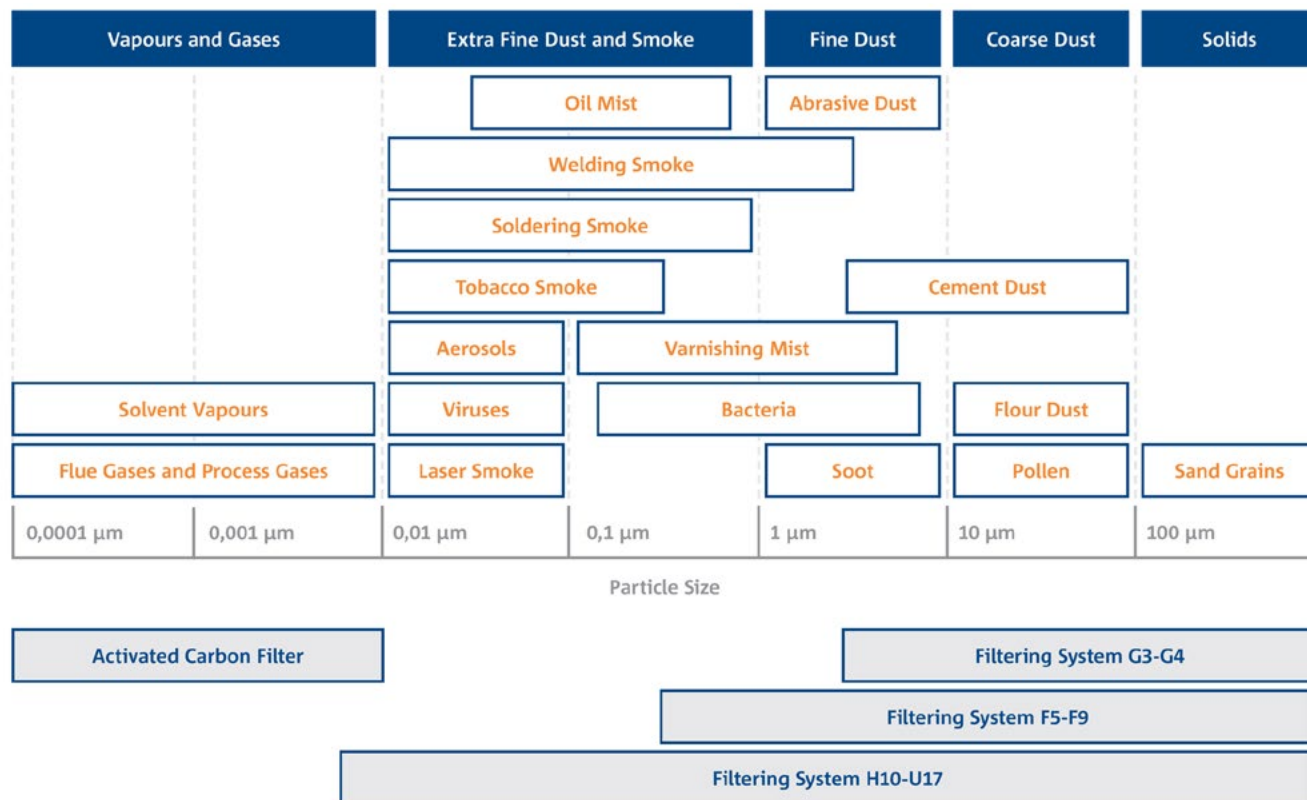 Vapours and Gases
Extra Fine Dust and Smoke
Fine Dust
Coarse Dust
Solids
Oil Mist
Abrasive Dust
Welding Smoke
Soldering Smoke
Tobacco Smoke
Cement Dust
Aerosols
Varnishing Mist
Solvent Vapours
Viruses
Bacteria
Flour Dust
Flue Gases and Process Gases
Laser Smoke
Soot
Pollen
Sand Grains
0,0001 µm
0,001 µm
0,01 µm
0,1 µm
1 µm
10 µm
100 µm
Particle Size
Activated Carbon Filter
Filtering System G3-G4
Filtering System F5-F9
Filtering System H10-U17